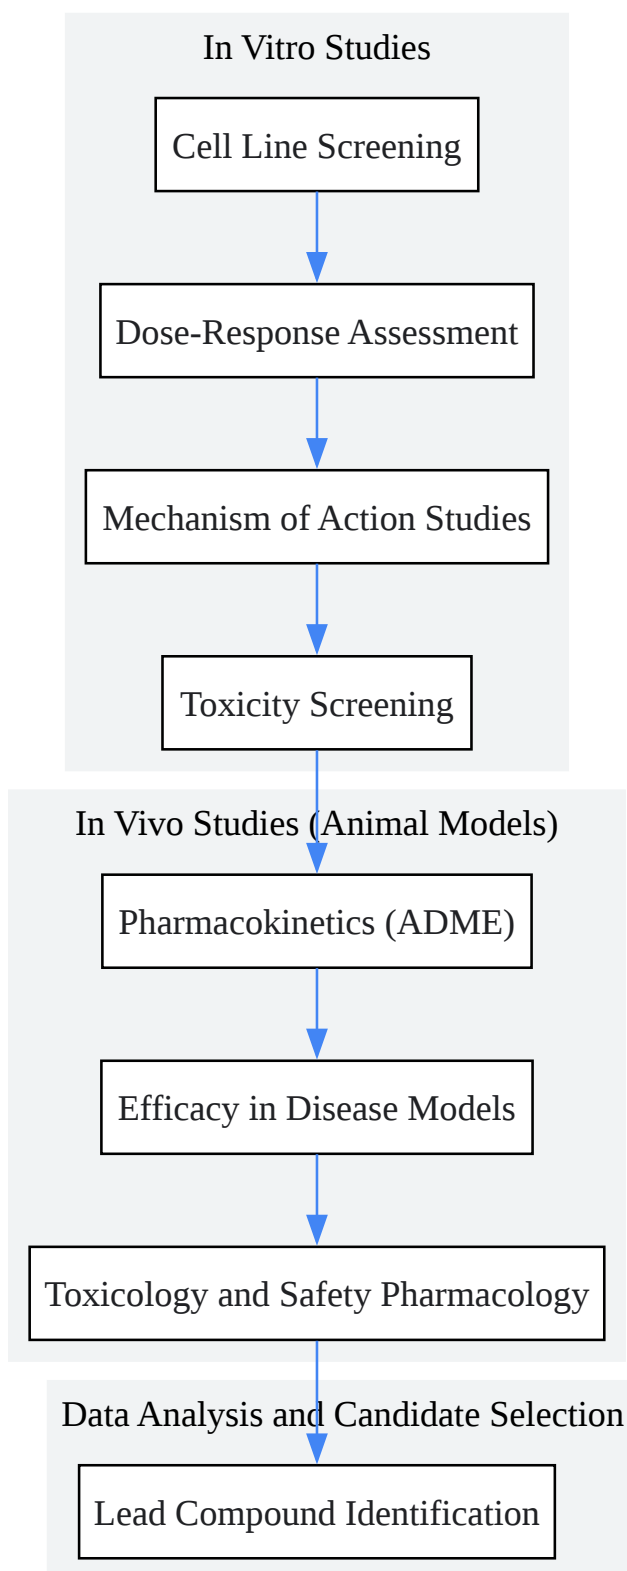 In Vitro Studies
Cell Line Screening
Dose-Response Assessment
Mechanism of Action Studies
Toxicity Screening
In Vivo Studies (Animal Models)
Pharmacokinetics (ADME)
Efficacy in Disease Models
Toxicology and Safety Pharmacology
Data Analysis and Candidate Selection
Lead Compound Identification